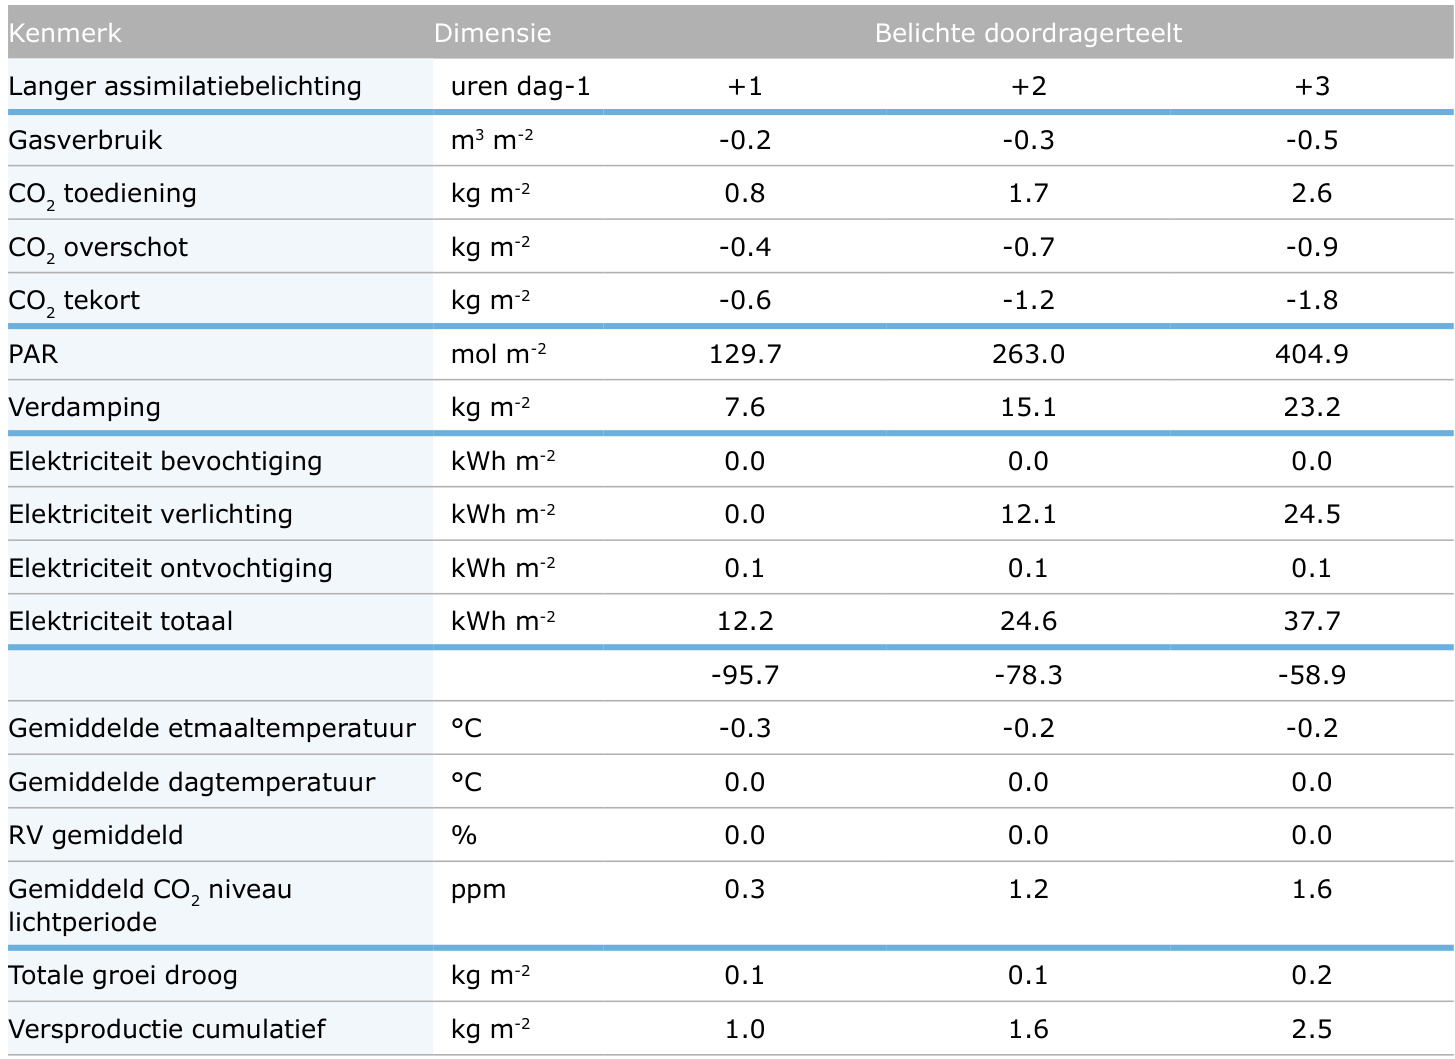 Kenmerk Dimensie Belichte doordragerteelt
Langer assimilatiebelichting uren dag-1 +1 +2 +3
Gasverbruik m³ m⁻² -0.2 -0.3 -0.5
CO₂ toediening kg m⁻² 0.8 1.7 2.6
CO₂ overschot kg m⁻² -0.4 -0.7 -0.9
CO₂ tekort kg m⁻² -0.6 -1.2 -1.8
PAR mol m⁻² 129.7 263.0 404.9
Verdamping kg m⁻² 7.6 15.1 23.2
Elektriciteit bevochtiging kWh m⁻² 0.0 0.0 0.0
Elektriciteit verlichting kWh m⁻² 0.0 12.1 24.5
Elektriciteit ontvochtiging kWh m⁻² 0.1 0.1 0.1
Elektriciteit totaal kWh m⁻² 12.2 24.6 37.7
-95.7 -78.3 -58.9
Gemiddelde etmaaltemperatuur °C -0.3 -0.2 -0.2
Gemiddelde dagtemperatuur °C 0.0 0.0 0.0
RV gemiddeld % 0.0 0.0 0.0
Gemiddeld CO₂ niveau ppm 0.3 1.2 1.6
lichtperiode
Totale groei droog kg m⁻² 0.1 0.1 0.2
Versproductie cumulatief kg m⁻² 1.0 1.6 2.5